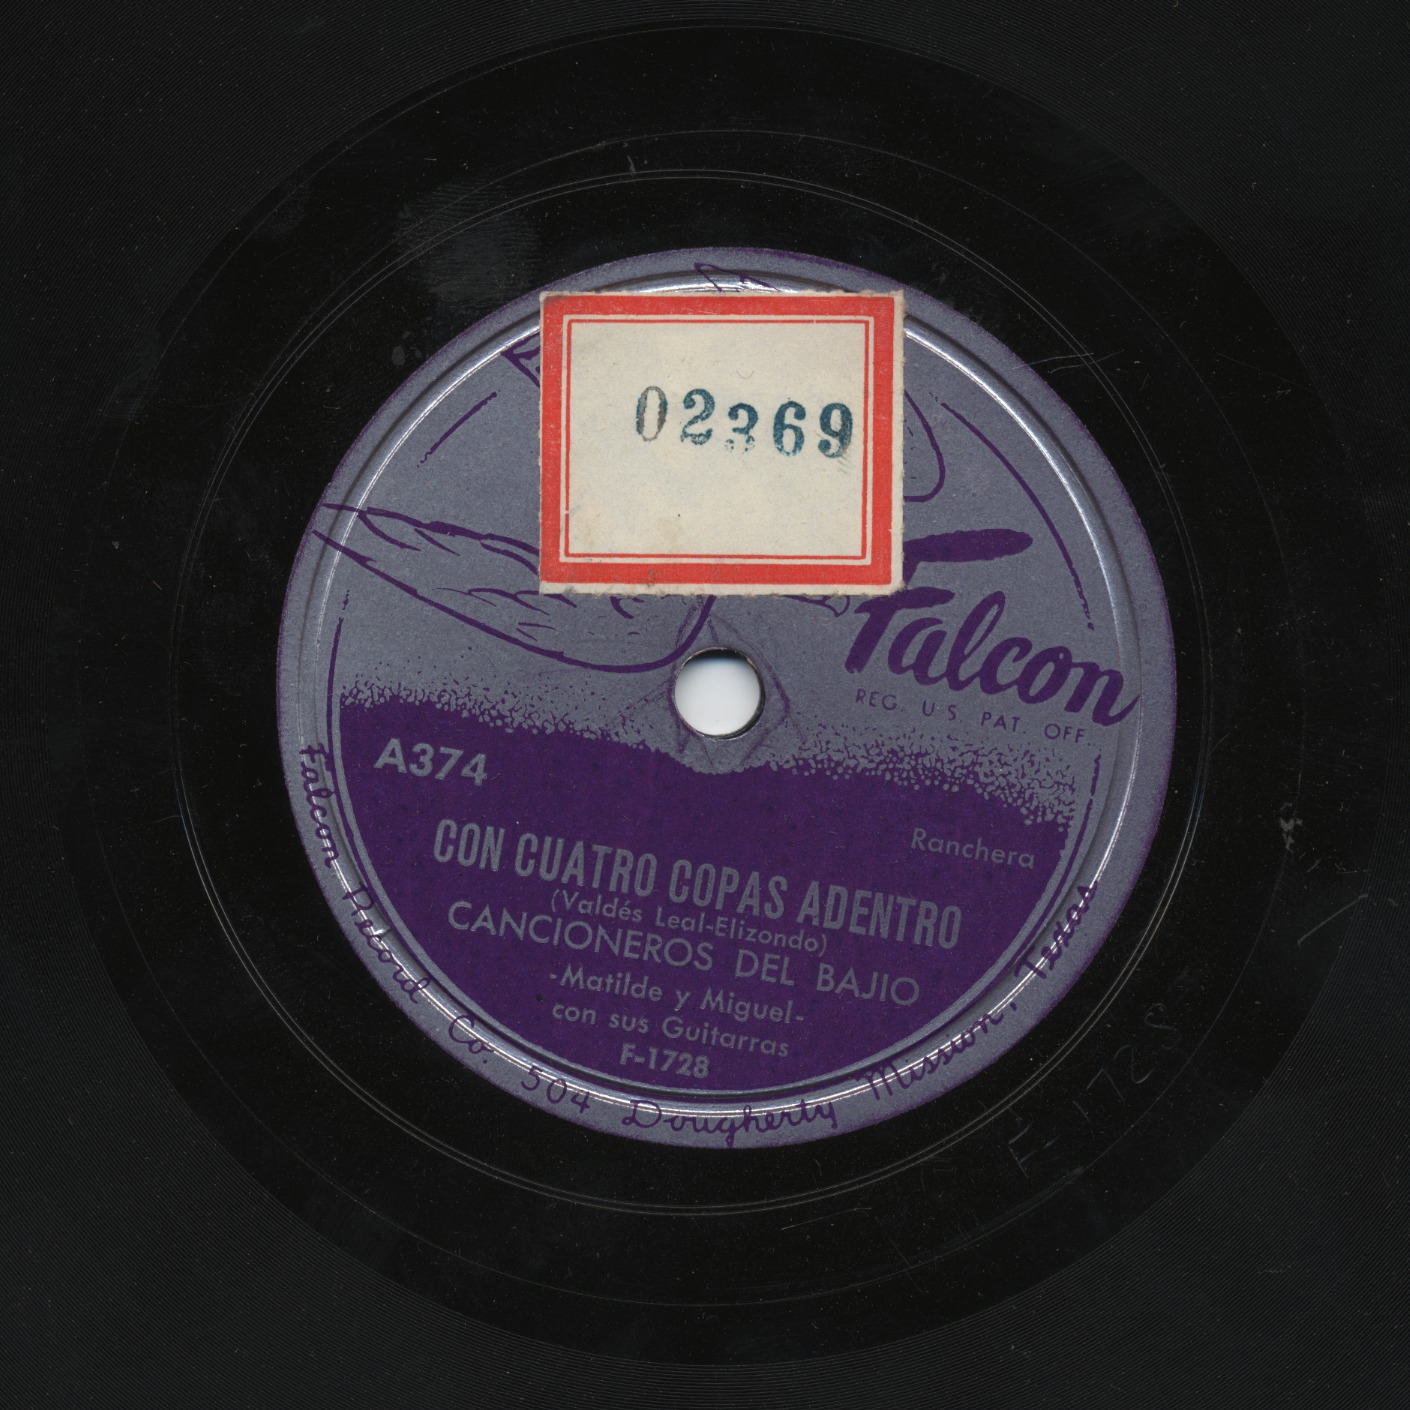 02369
Falcon
REG. U.S. PAT. OFF.
A374
Ranchera
CON CUATRO COPAS ADENTRO
(Valdés Leal-Elizondo)
CANCIONEROS DEL BAJIO
-Matilde y Miguel-
con sus Guitarras
F-1728
Falcon Record Co. 504 Dougherty Mission, Texas
F-1728